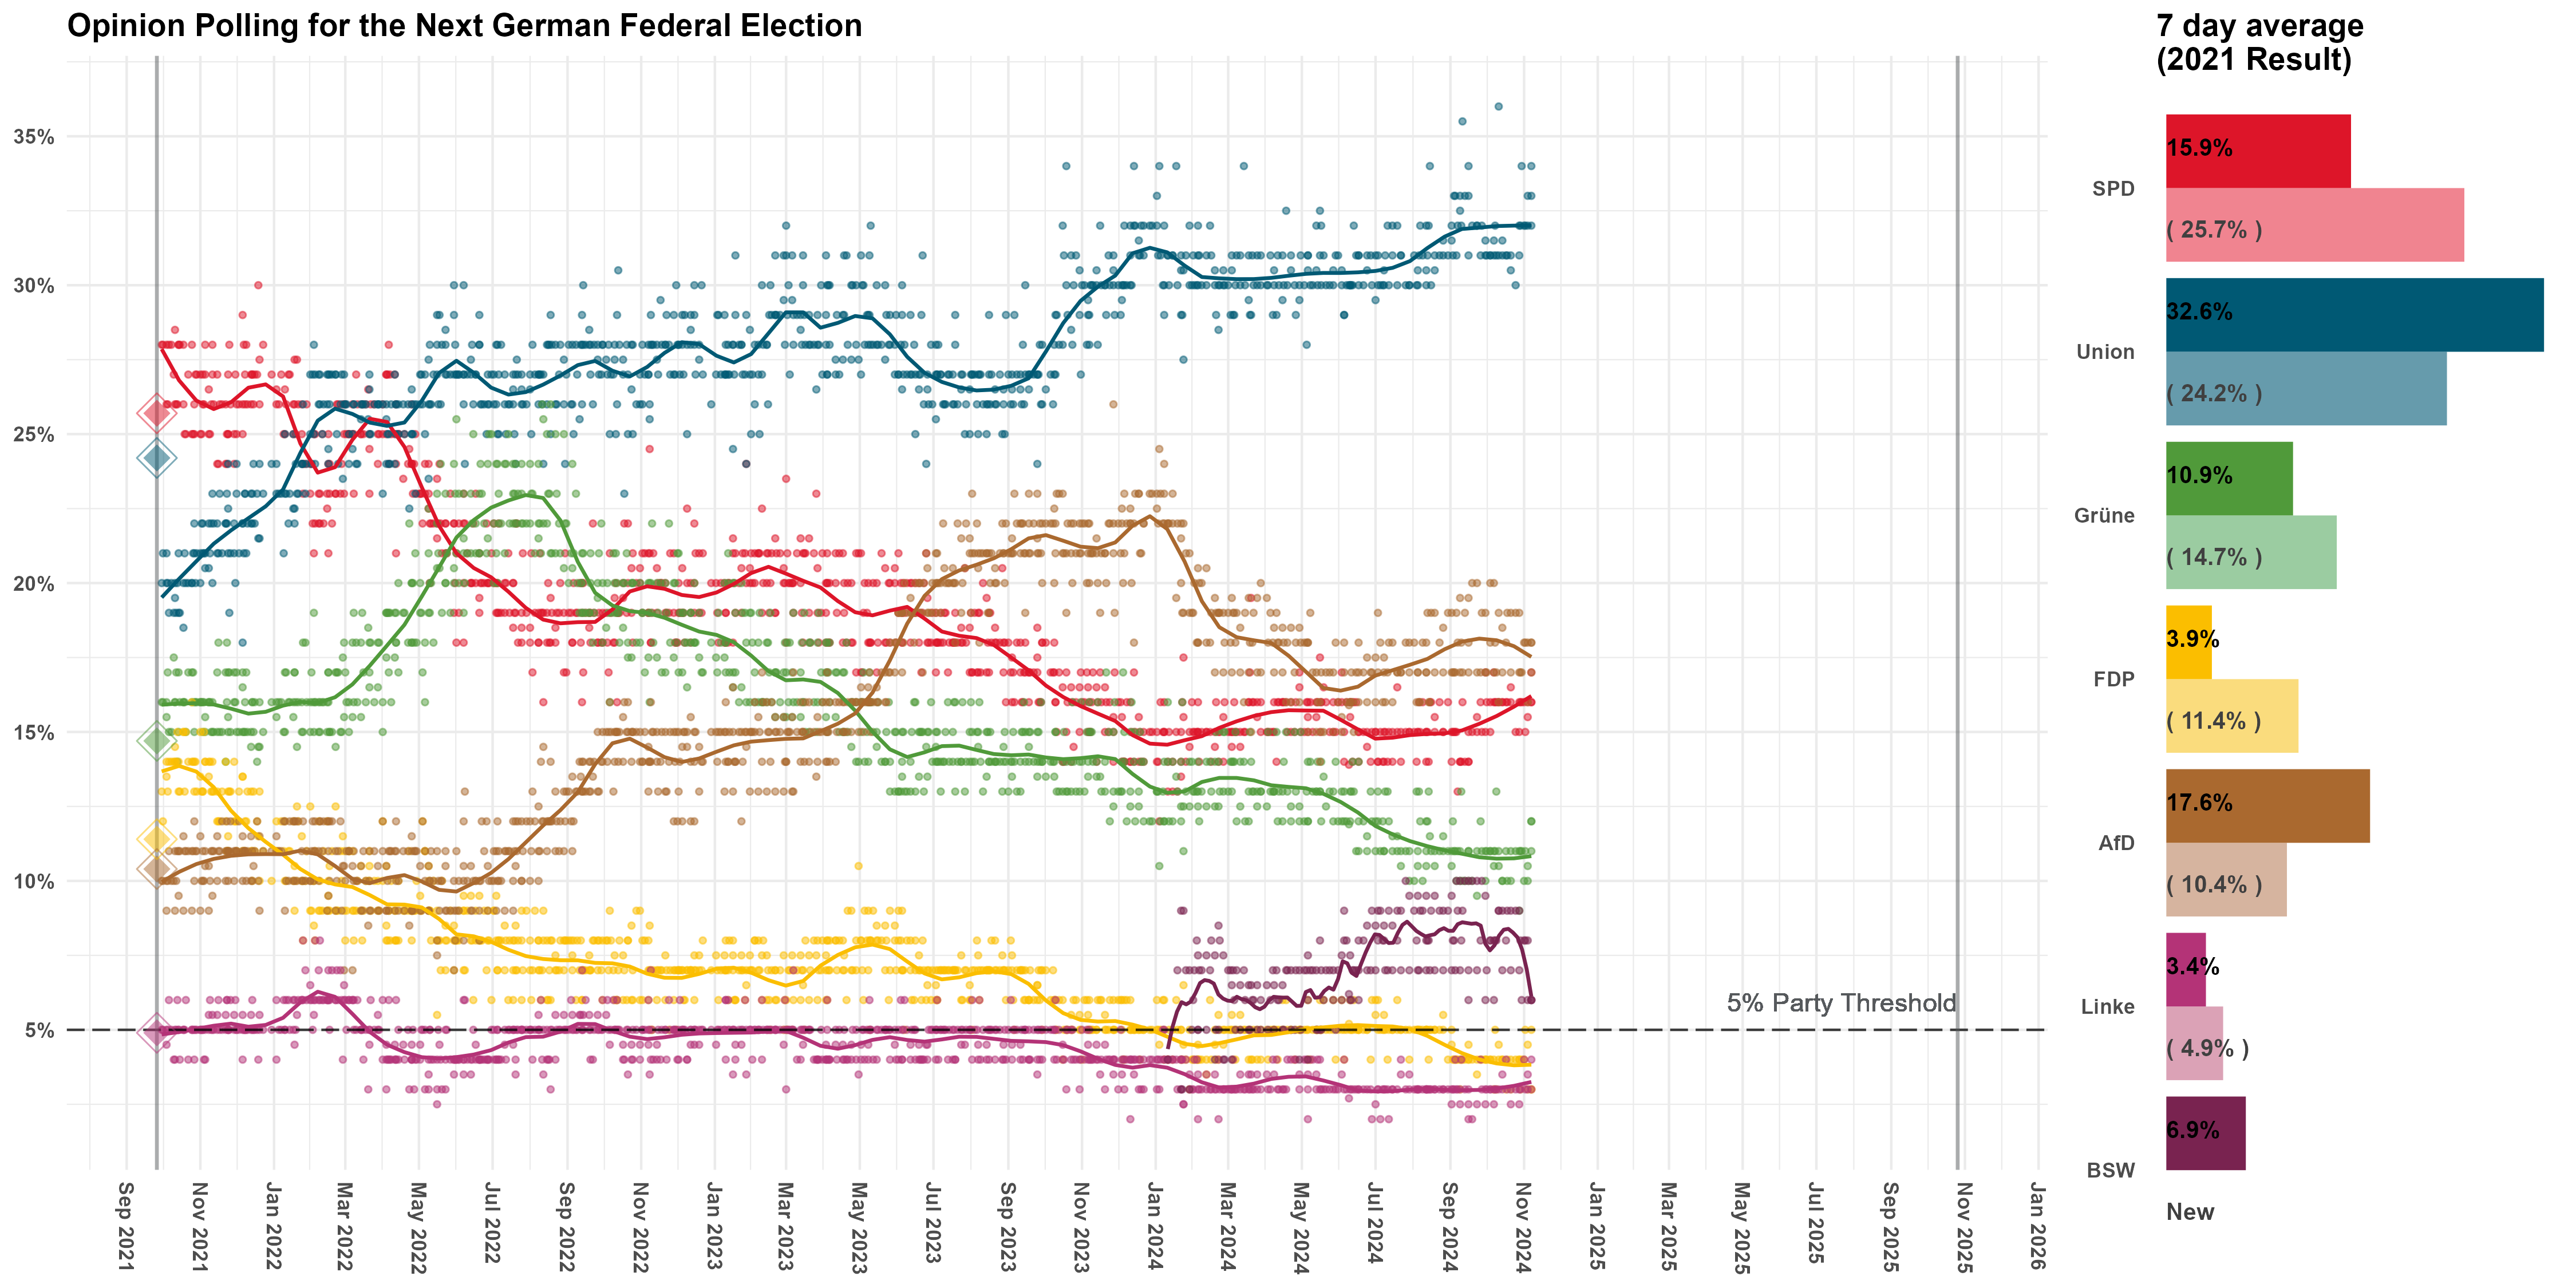 Opinion Polling for the Next German Federal Election
7 day average
(2021 Result)
35%
30%
25%
20%
15%
10%
5%
5% Party Threshold
Sep 2021
Nov 2021
Jan 2022
Mar 2022
May 2022
Jul 2022
Sep 2022
Nov 2022
Jan 2023
Mar 2023
May 2023
Jul 2023
Sep 2023
Nov 2023
Jan 2024
Mar 2024
May 2024
Jul 2024
Sep 2024
Nov 2024
Jan 2025
Mar 2025
May 2025
Jul 2025
Sep 2025
Nov 2025
Jan 2026
15.9%
SPD
( 25.7% )
32.6%
Union
( 24.2% )
10.9%
Grüne
( 14.7% )
3.9%
FDP
( 11.4% )
17.6%
AfD
( 10.4% )
3.4%
Linke
( 4.9% )
6.9%
BSW
New